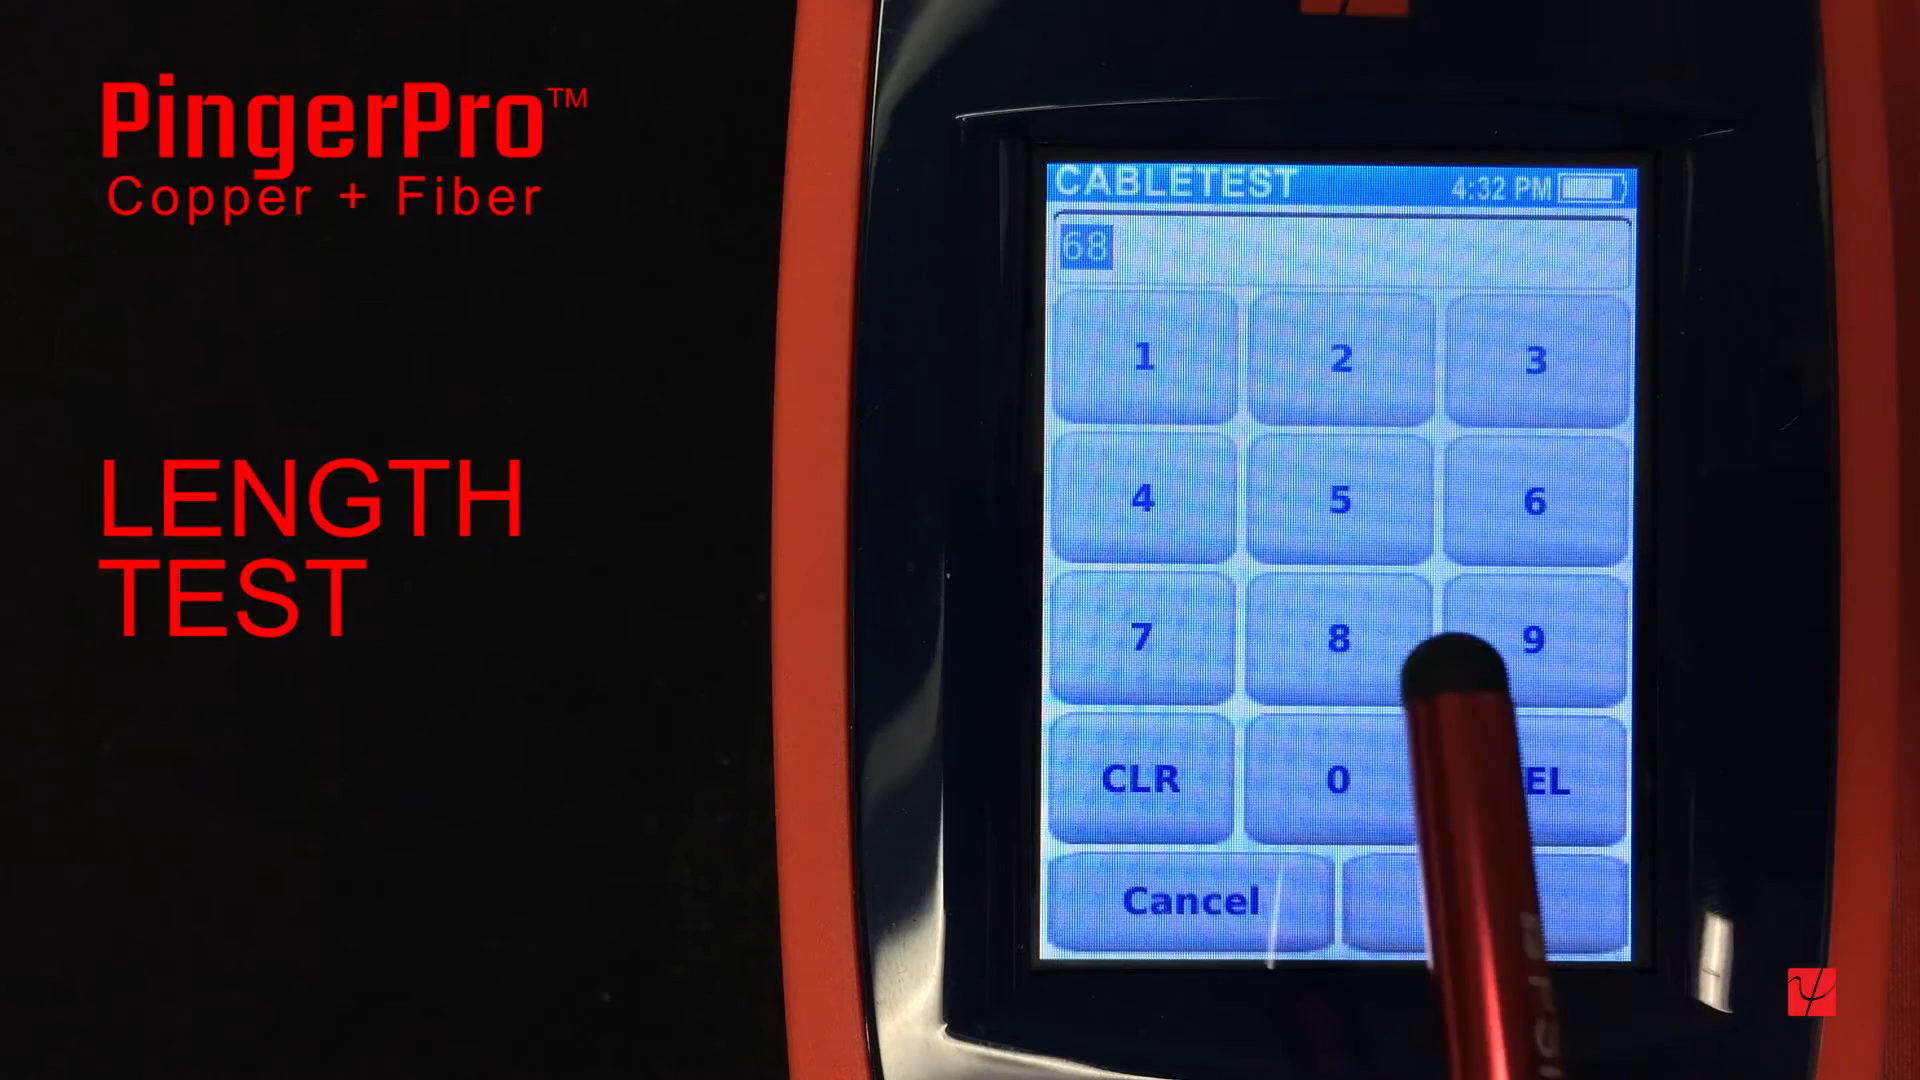 PingerPro™
Copper + Fiber
LENGTH
TEST
CABLETEST 4:32 PM
68
1 2 3
4 5 6
7 8 9
CLR 0 EL
Cancel